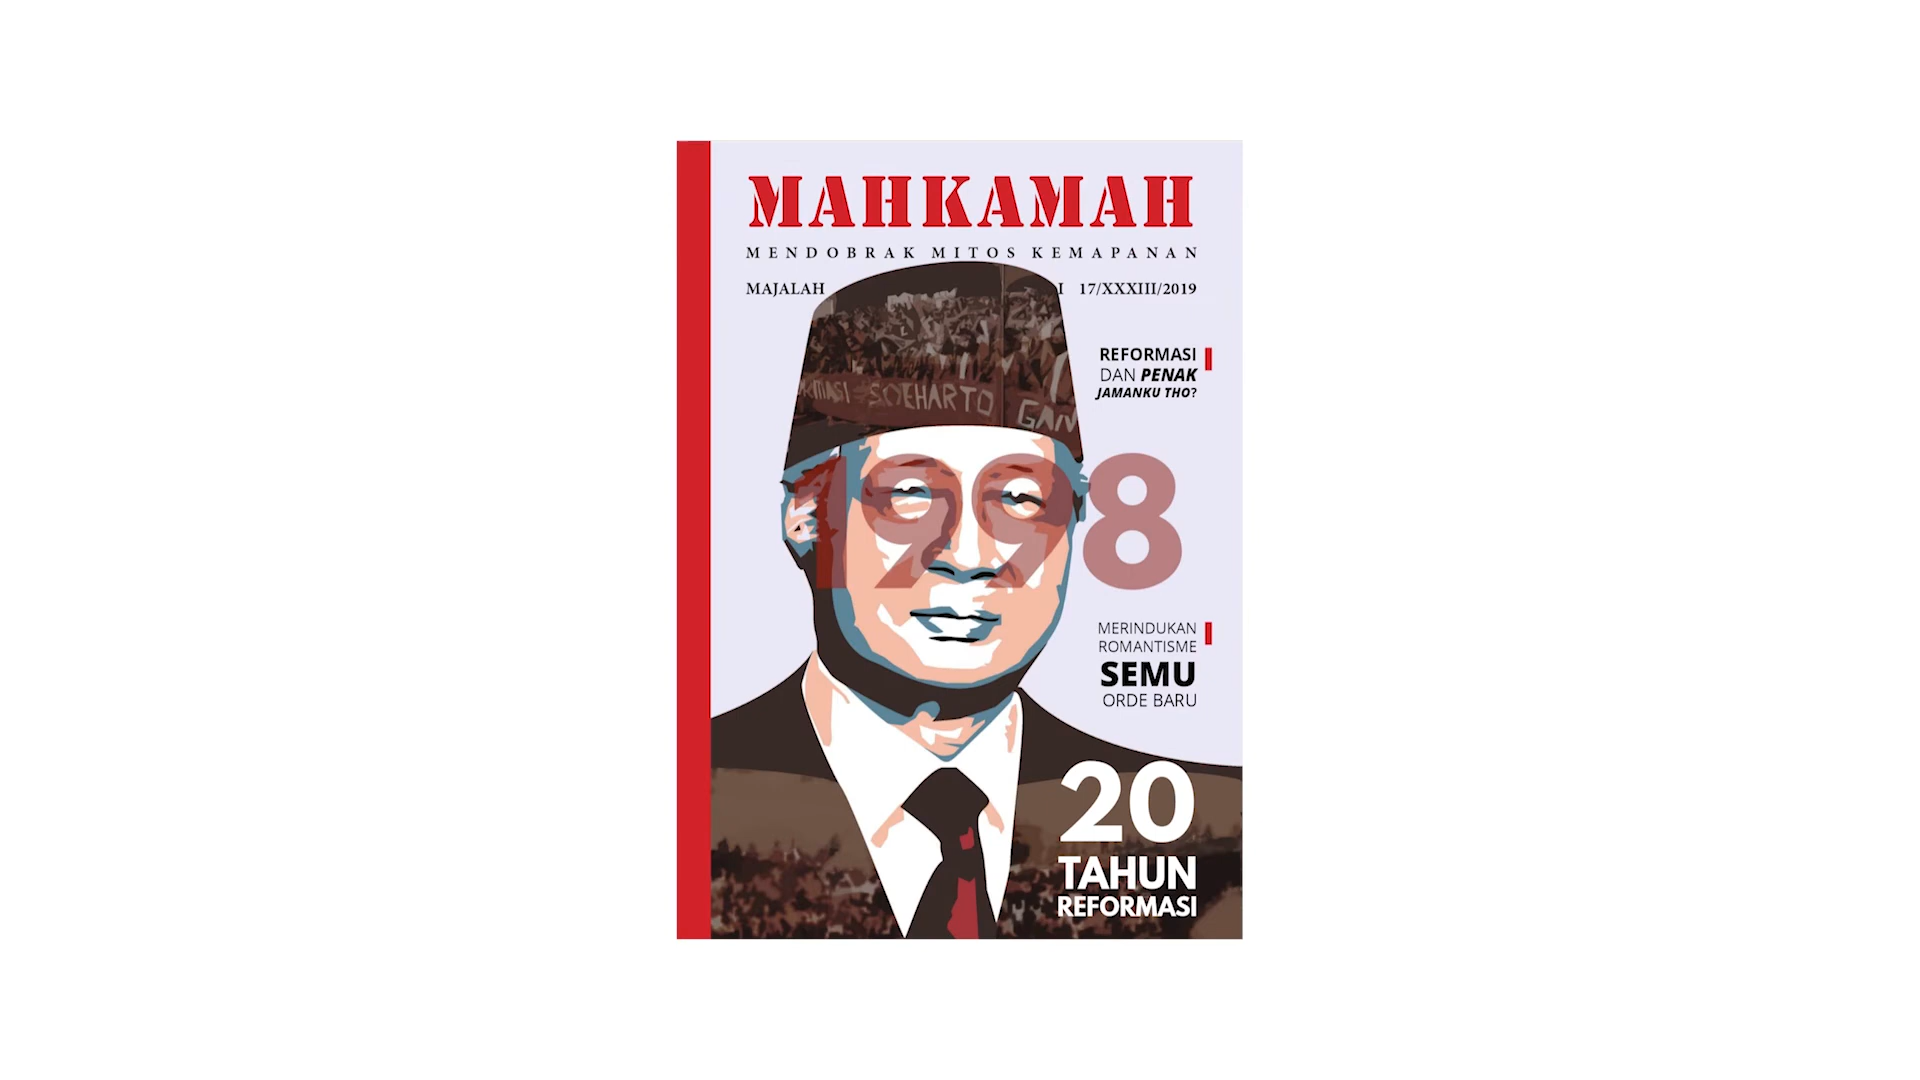 MAHKAMAH
MENDOBRAK MITOS KEMAPANAN
MAJALAH I 17/XXXIII/2019
REFORMASI
DAN PENAK
JAMANKU THO?
SOEHARTO
1998
MERINDUKAN
ROMANTISME
SEMU
ORDE BARU
20
TAHUN
REFORMASI